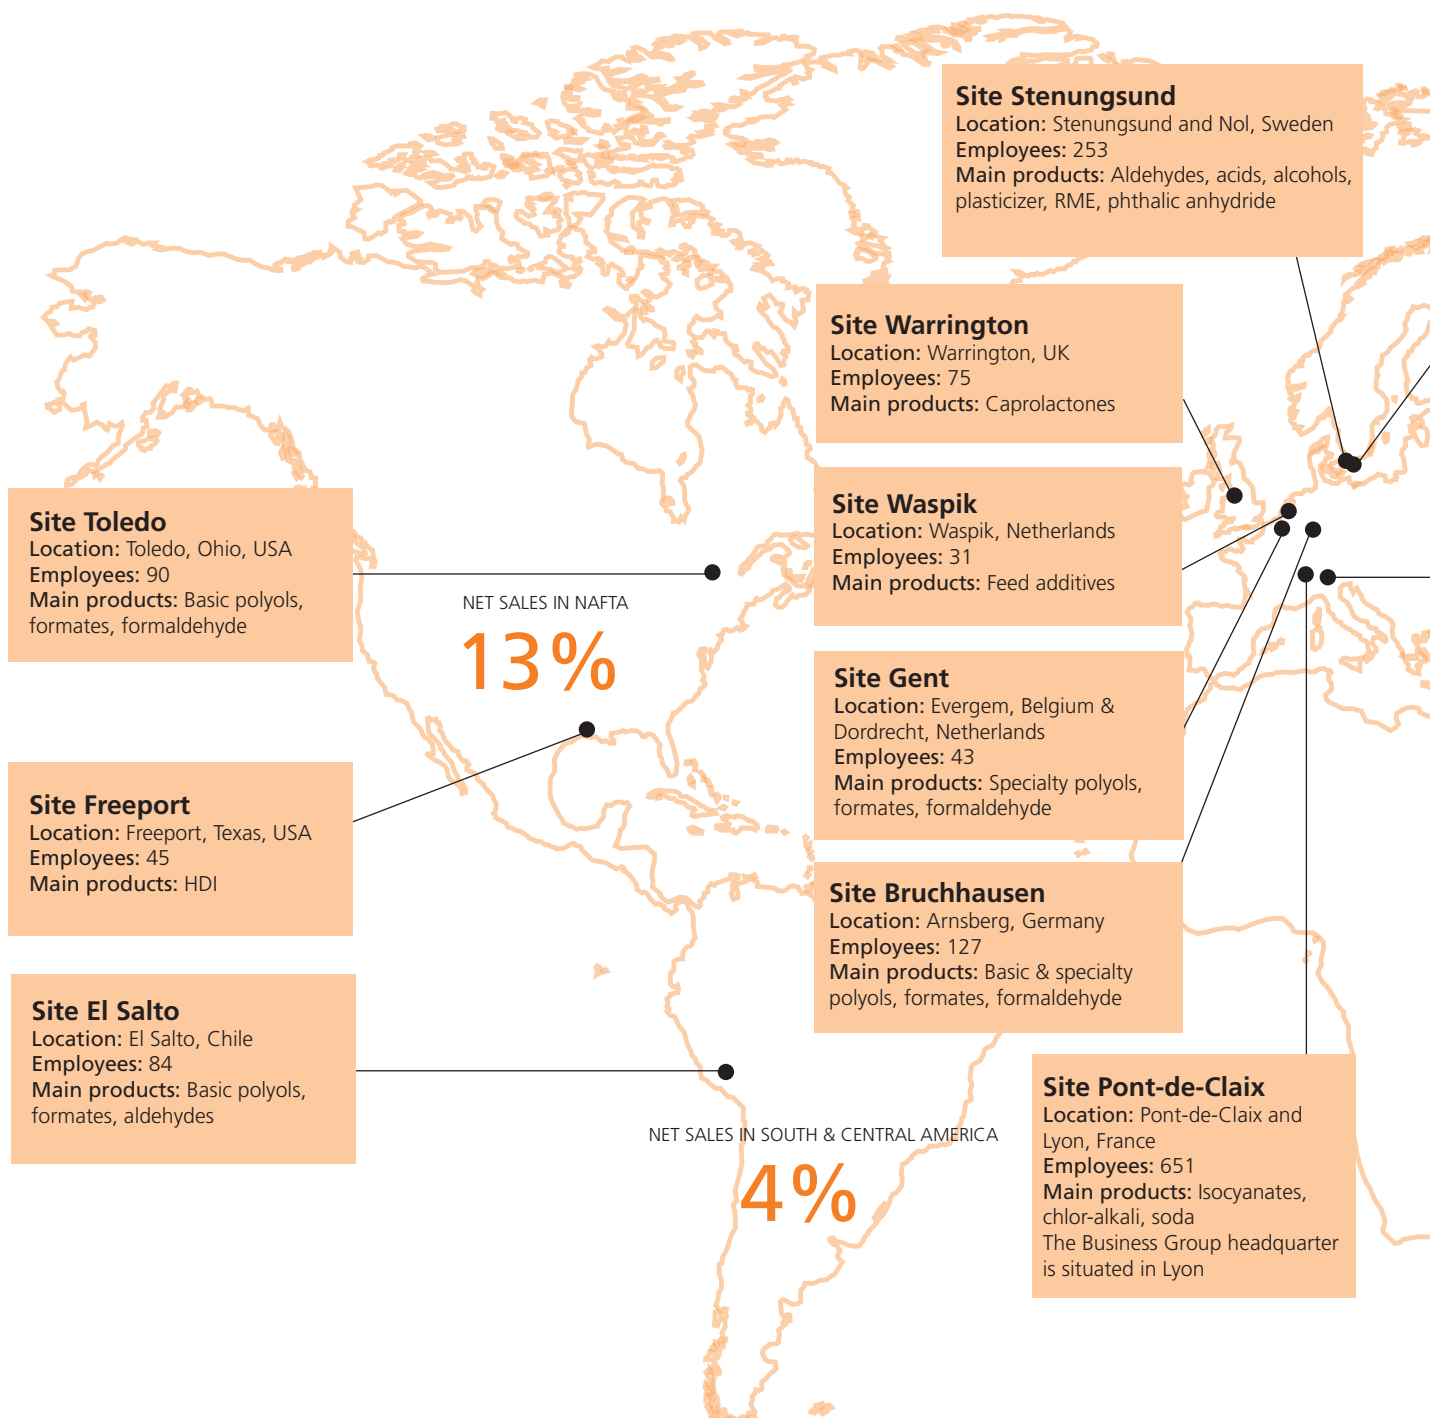 Site Stenungsund
Location: Stenungsund and Nol, Sweden
Employees: 253
Main products: Aldehydes, acids, alcohols,
plasticizer, RME, phthalic anhydride
Site Warrington
Location: Warrington, UK
Employees: 75
Main products: Caprolactones
Site Waspik
Location: Waspik, Netherlands
Employees: 31
Main products: Feed additives
Site Toledo
Location: Toledo, Ohio, USA
Employees: 90
Main products: Basic polyols,
formates, formaldehyde
NET SALES IN NAFTA
13%
Site Gent
Location: Evergem, Belgium &
Dordrecht, Netherlands
Employees: 43
Main products: Specialty polyols,
formates, formaldehyde
Site Freeport
Location: Freeport, Texas, USA
Employees: 45
Main products: HDI
Site Bruchhausen
Location: Arnsberg, Germany
Employees: 127
Main products: Basic & specialty
polyols, formates, formaldehyde
Site El Salto
Location: El Salto, Chile
Employees: 84
Main products: Basic polyols,
formates, aldehydes
NET SALES IN SOUTH & CENTRAL AMERICA
4%
Site Pont-de-Claix
Location: Pont-de-Claix and
Lyon, France
Employees: 651
Main products: Isocyanates,
chlor-alkali, soda
The Business Group headquarter
is situated in Lyon